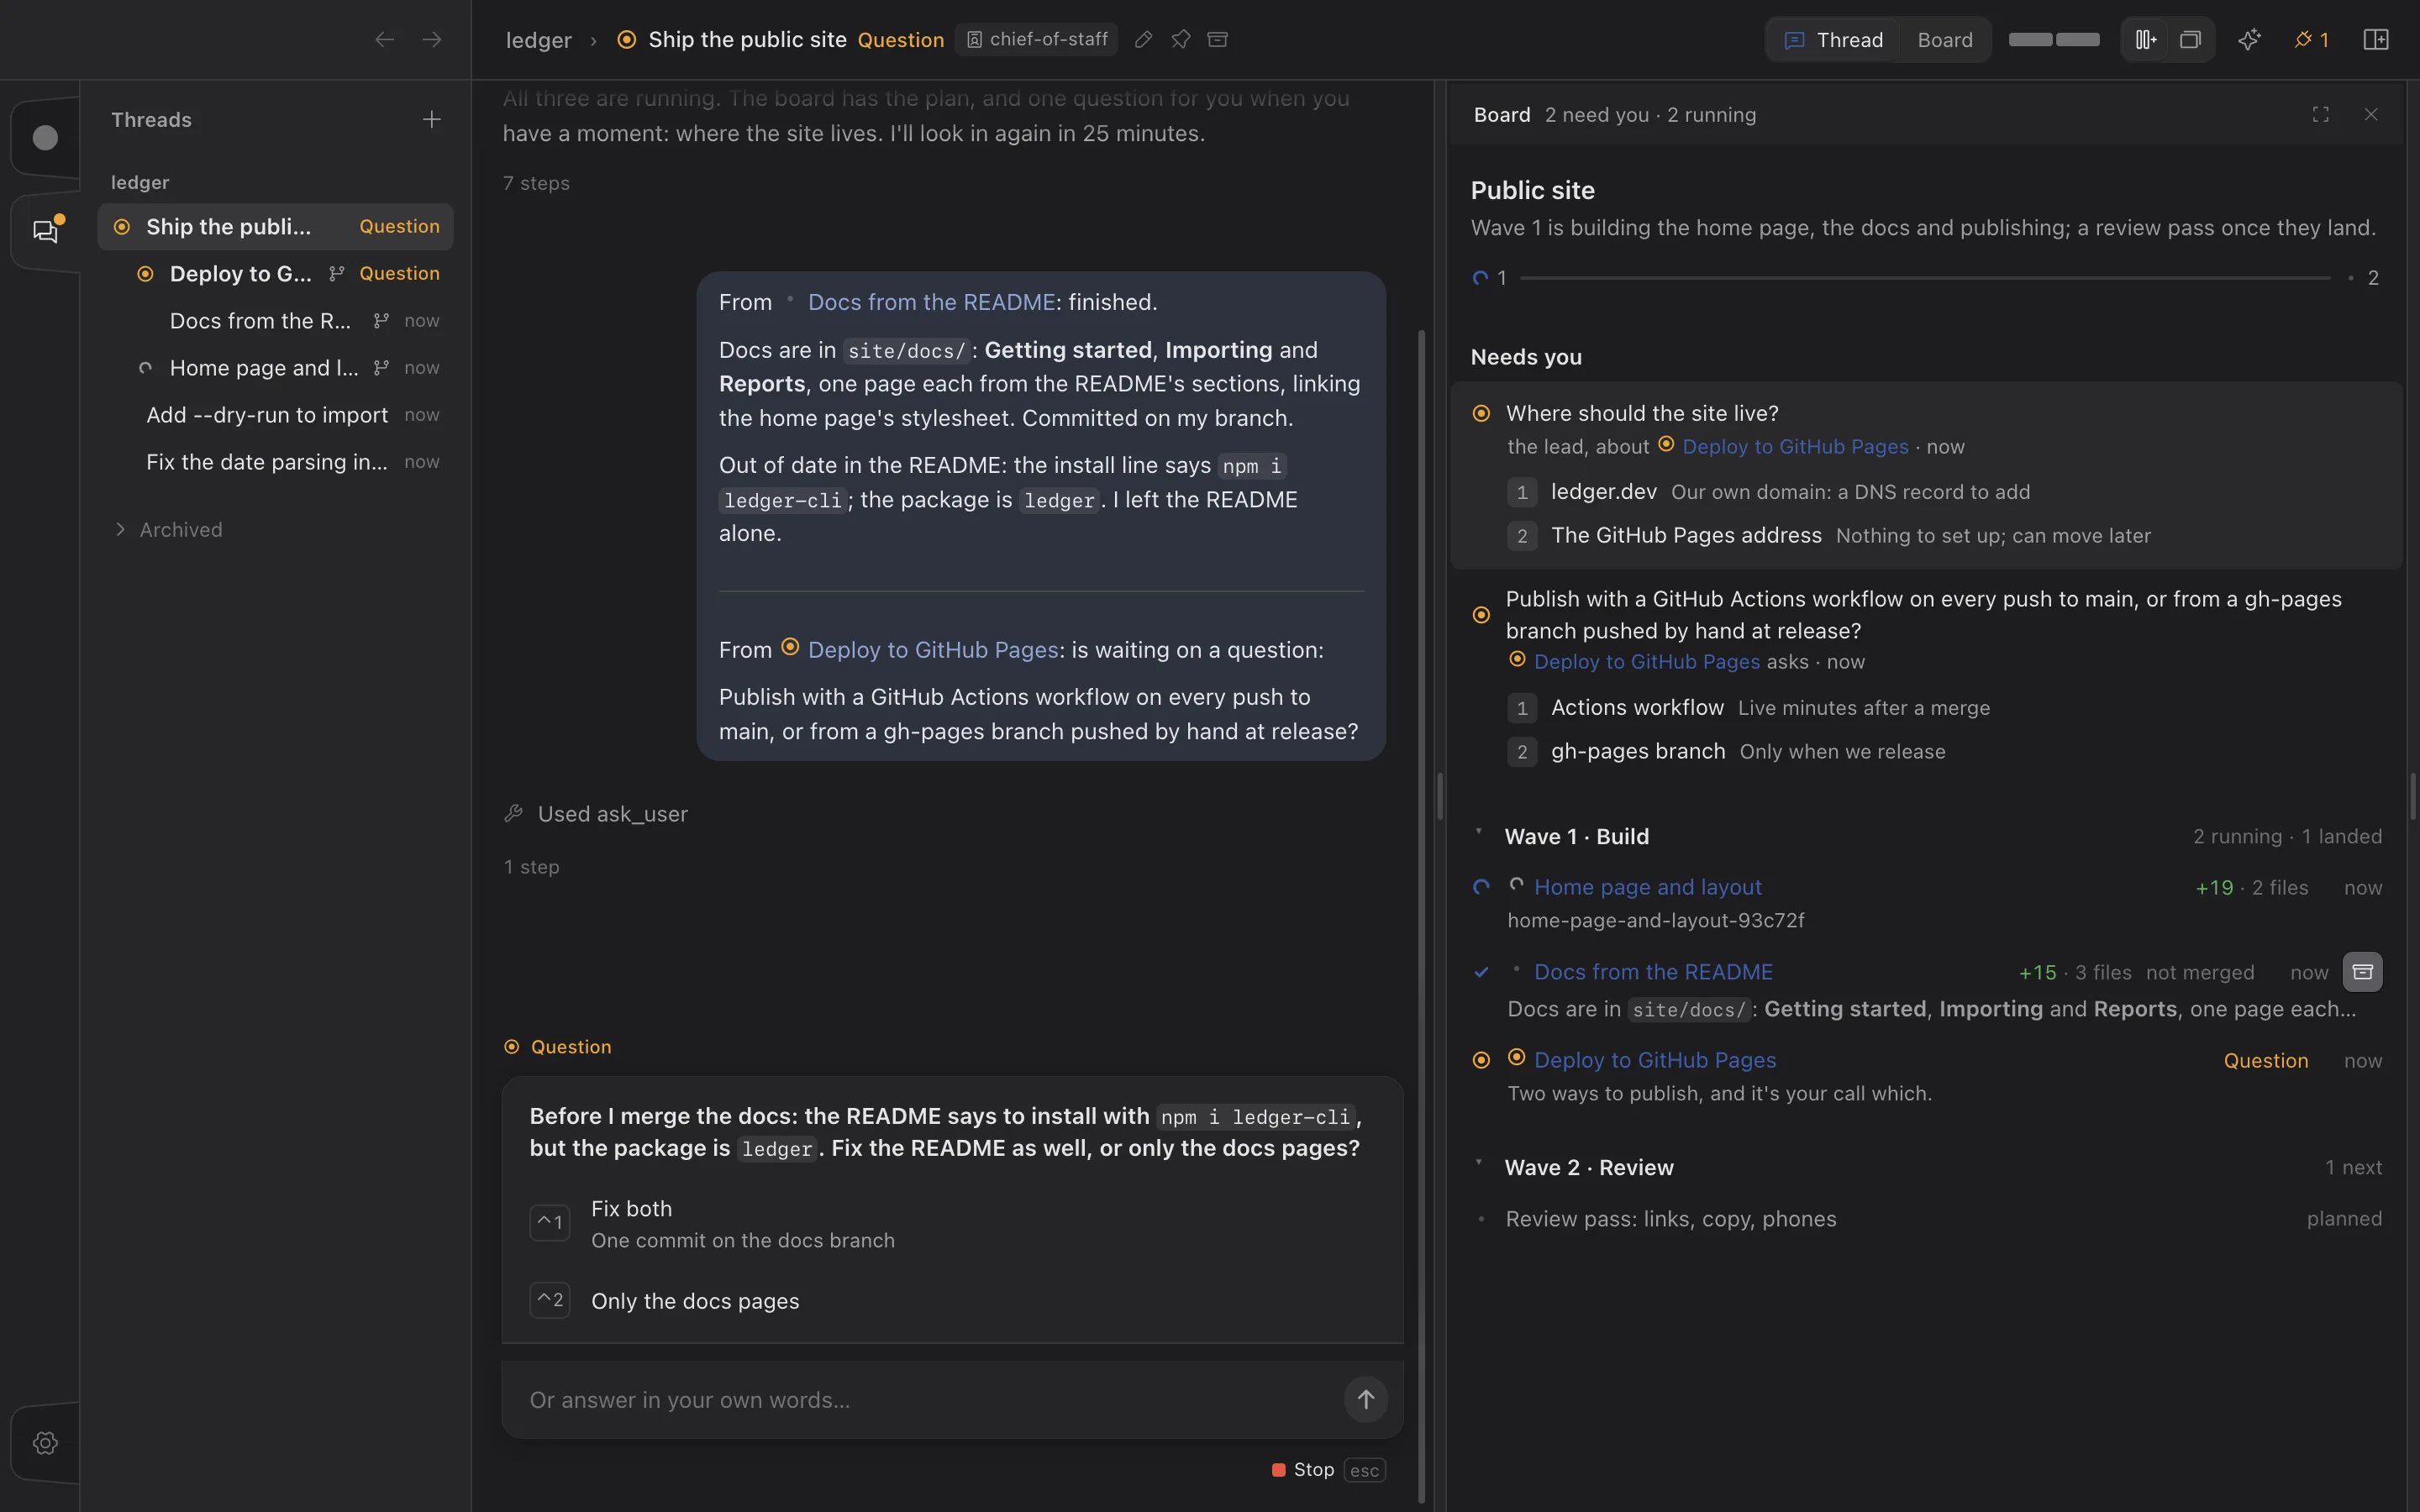 ledger › Ship the public site Question chief-of-staff
Thread Board 1
Threads
ledger
Ship the publi... Question
Deploy to G... Question
Docs from the R... now
Home page and l... now
Add --dry-run to import now
Fix the date parsing in... now
Archived
All three are running. The board has the plan, and one question for you when you
have a moment: where the site lives. I'll look in again in 25 minutes.
7 steps
From Docs from the README: finished.
Docs are in site/docs/: Getting started, Importing and
Reports, one page each from the README's sections, linking
the home page's stylesheet. Committed on my branch.
Out of date in the README: the install line says npm i
ledger-cli; the package is ledger. I left the README
alone.
From Deploy to GitHub Pages: is waiting on a question:
Publish with a GitHub Actions workflow on every push to
main, or from a gh-pages branch pushed by hand at release?
Used ask_user
1 step
Question
Before I merge the docs: the README says to install with npm i ledger-cli,
but the package is ledger. Fix the README as well, or only the docs pages?
^1 Fix both
One commit on the docs branch
^2 Only the docs pages
Or answer in your own words...
Stop esc
Board 2 need you · 2 running
Public site
Wave 1 is building the home page, the docs and publishing; a review pass once they land.
1 2
Needs you
Where should the site live?
the lead, about Deploy to GitHub Pages · now
1 ledger.dev Our own domain: a DNS record to add
2 The GitHub Pages address Nothing to set up; can move later
Publish with a GitHub Actions workflow on every push to main, or from a gh-pages
branch pushed by hand at release?
Deploy to GitHub Pages asks · now
1 Actions workflow Live minutes after a merge
2 gh-pages branch Only when we release
Wave 1 · Build 2 running · 1 landed
Home page and layout +19 · 2 files now
home-page-and-layout-93c72f
Docs from the README +15 · 3 files not merged now
Docs are in site/docs/: Getting started, Importing and Reports, one page each...
Deploy to GitHub Pages Question now
Two ways to publish, and it's your call which.
Wave 2 · Review 1 next
Review pass: links, copy, phones planned